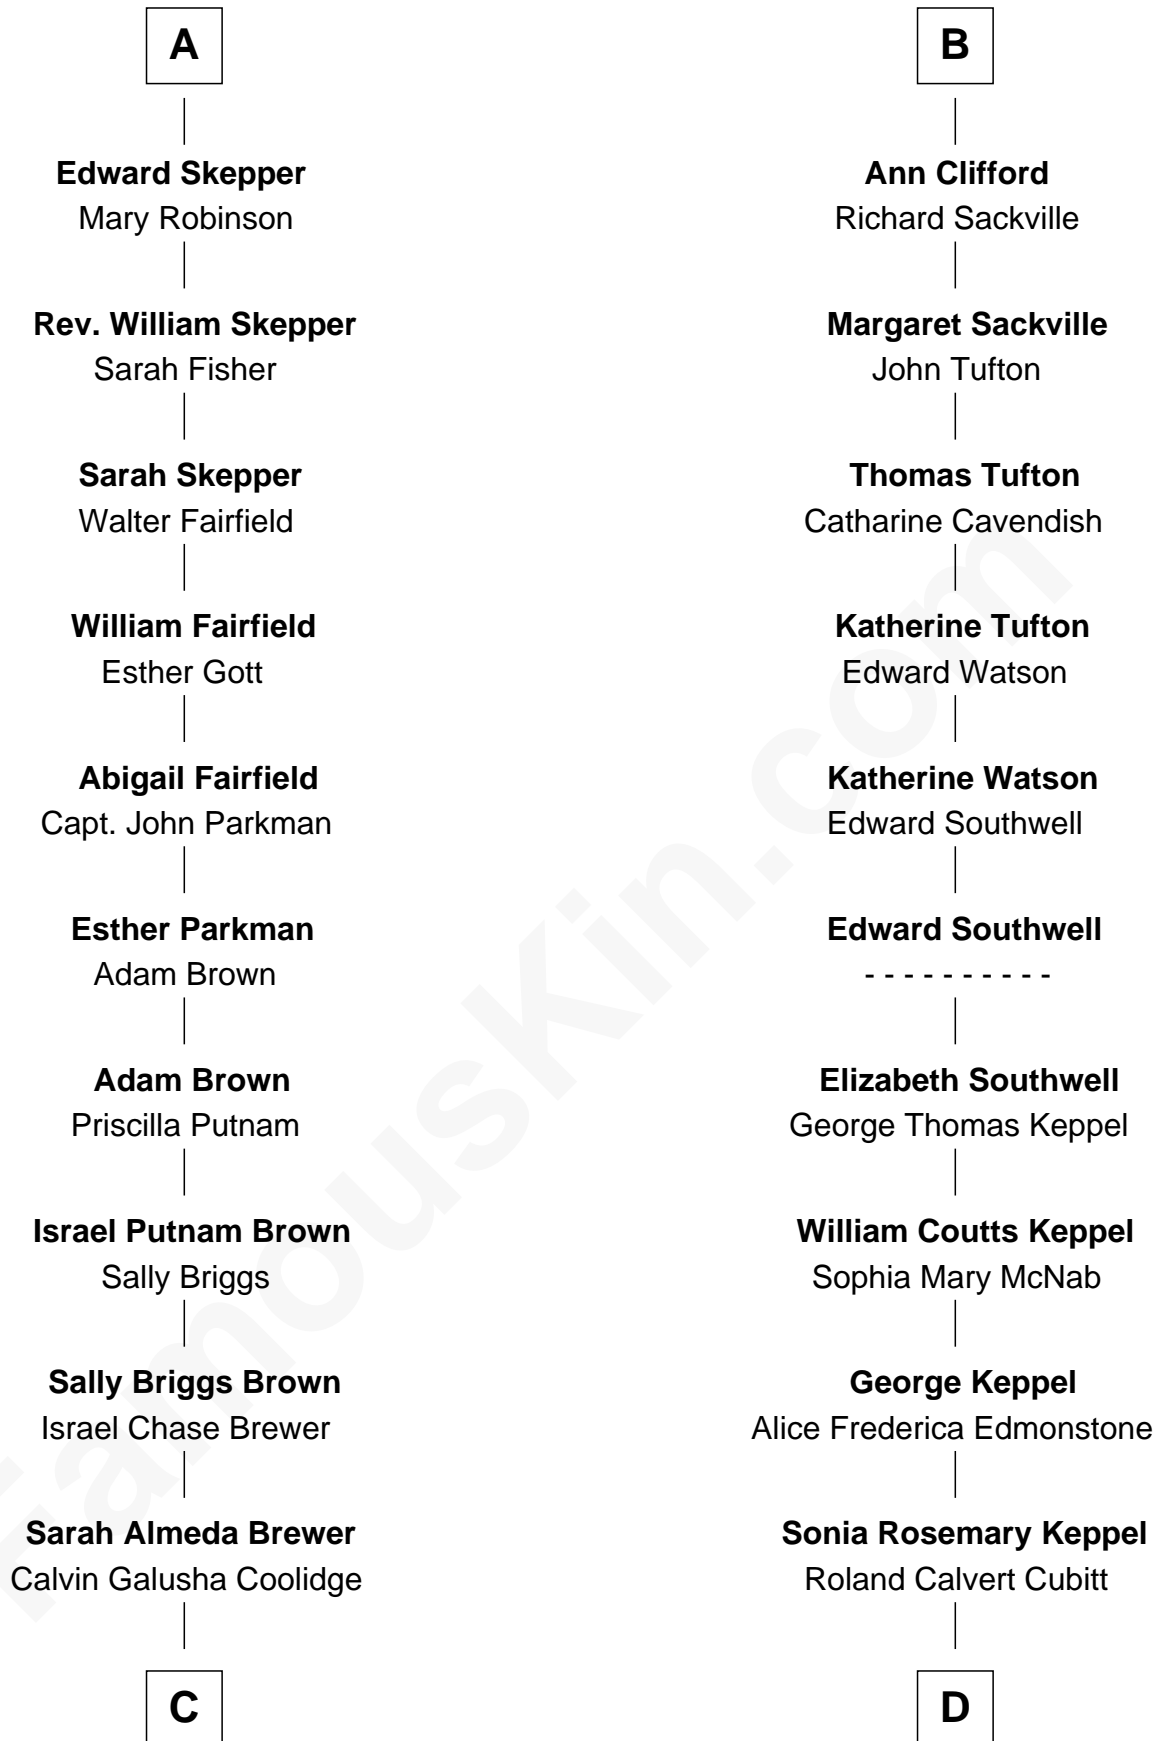 A
Edward Skepper
Mary Robinson
Rev. William Skepper
Sarah Fisher
Sarah Skepper
Walter Fairfield
William Fairfield
Esther Gott
Abigail Fairfield
Capt. John Parkman
Esther Parkman
Adam Brown
Adam Brown
Priscilla Putnam
Israel Putnam Brown
Sally Briggs
Sally Briggs Brown
Israel Chase Brewer
Sarah Almeda Brewer
Calvin Galusha Coolidge
C
B
Ann Clifford
Richard Sackville
Margaret Sackville
John Tufton
Thomas Tufton
Catharine Cavendish
Katherine Tufton
Edward Watson
Katherine Watson
Edward Southwell
Edward Southwell
- - - - - - - - - -
Elizabeth Southwell
George Thomas Keppel
William Coutts Keppel
Sophia Mary McNab
George Keppel
Alice Frederica Edmonstone
Sonia Rosemary Keppel
Roland Calvert Cubitt
D
FamousKin.com